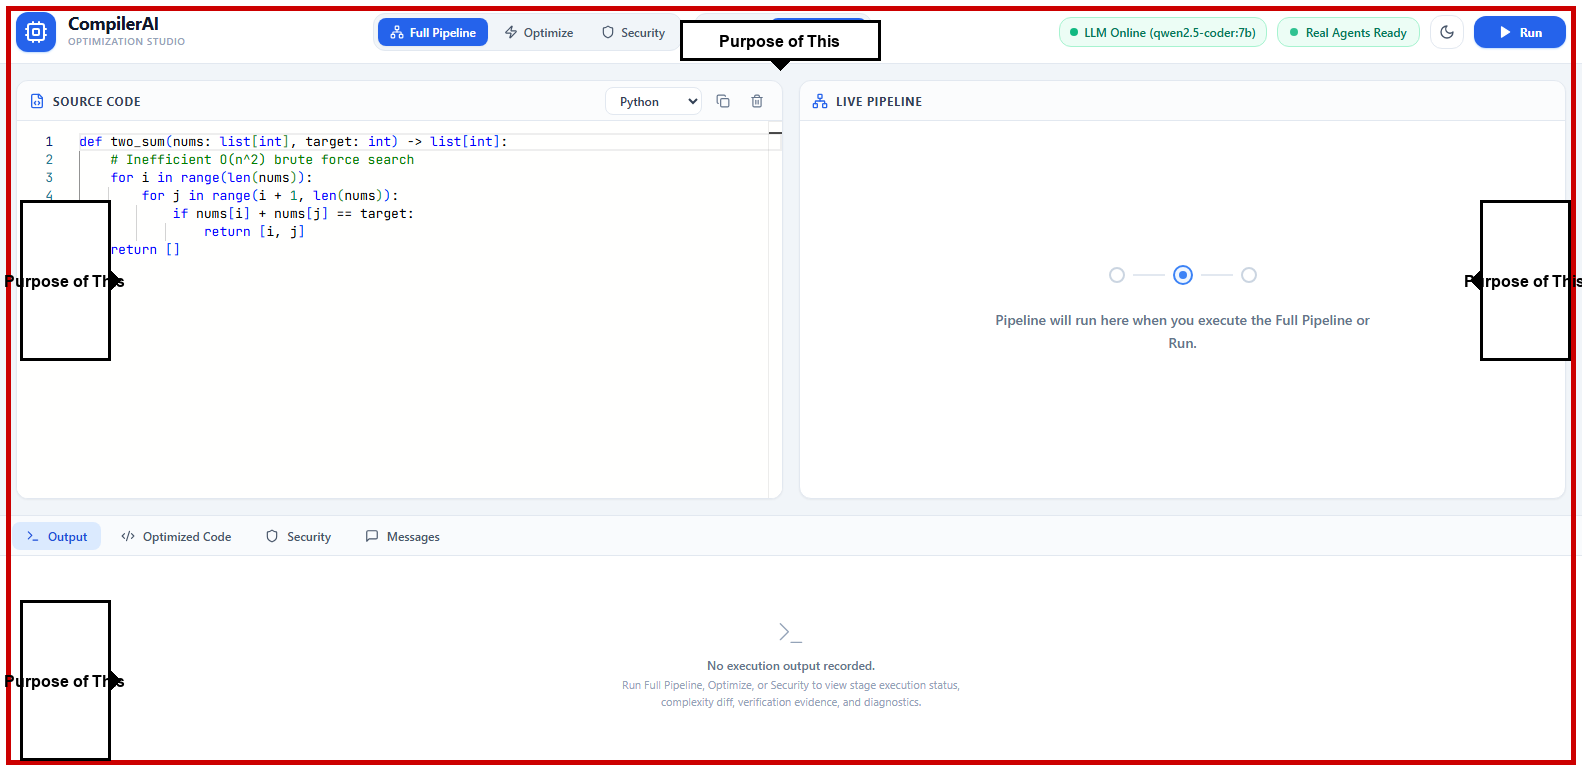 CompilerAI
OPTIMIZATION STUDIO
Full Pipeline
Optimize
Security
Purpose of This
LLM Online (qwen2.5-coder:7b)
Real Agents Ready
Run
SOURCE CODE
Python
1 def two_sum(nums: list[int], target: int) -> list[int]:
2 # Inefficient O(n^2) brute force search
3 for i in range(len(nums)):
4 for j in range(i + 1, len(nums)):
if nums[i] + nums[j] == target:
return [i, j]
return []
Purpose of This
LIVE PIPELINE
Pipeline will run here when you execute the Full Pipeline or
Run.
Purpose of This
Output
Optimized Code
Security
Messages
Purpose of This
>_
No execution output recorded.
Run Full Pipeline, Optimize, or Security to view stage execution status,
complexity diff, verification evidence, and diagnostics.